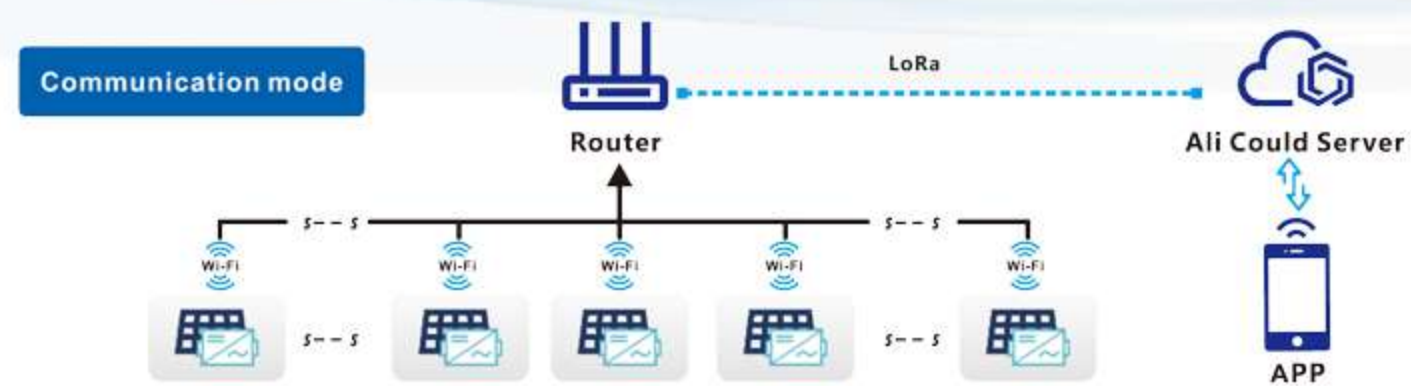 Communication mode
LoRa
Router
Ali Could Server
s-- s
s-- s
Wi-Fi
Wi-Fi
Wi-Fi
Wi-Fi
Wi-Fi
s-- s
s-- s
APP